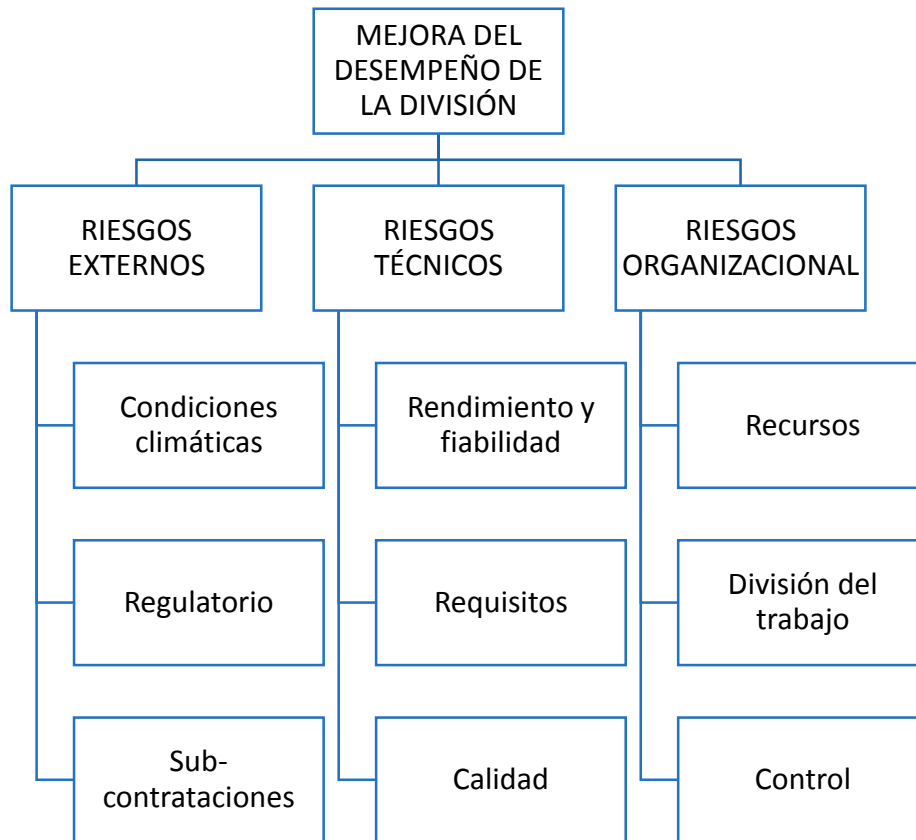 MEJORA DEL
DESEMPEÑO DE
LA DIVISIÓN
RIESGOS
EXTERNOS
RIESGOS
TÉCNICOS
RIESGOS
ORGANIZACIONAL
Condiciones
climáticas
Rendimiento y
fiabilidad
Recursos
Regulatorio
Requisitos
División del
trabajo
Sub-
contrataciones
Calidad
Control